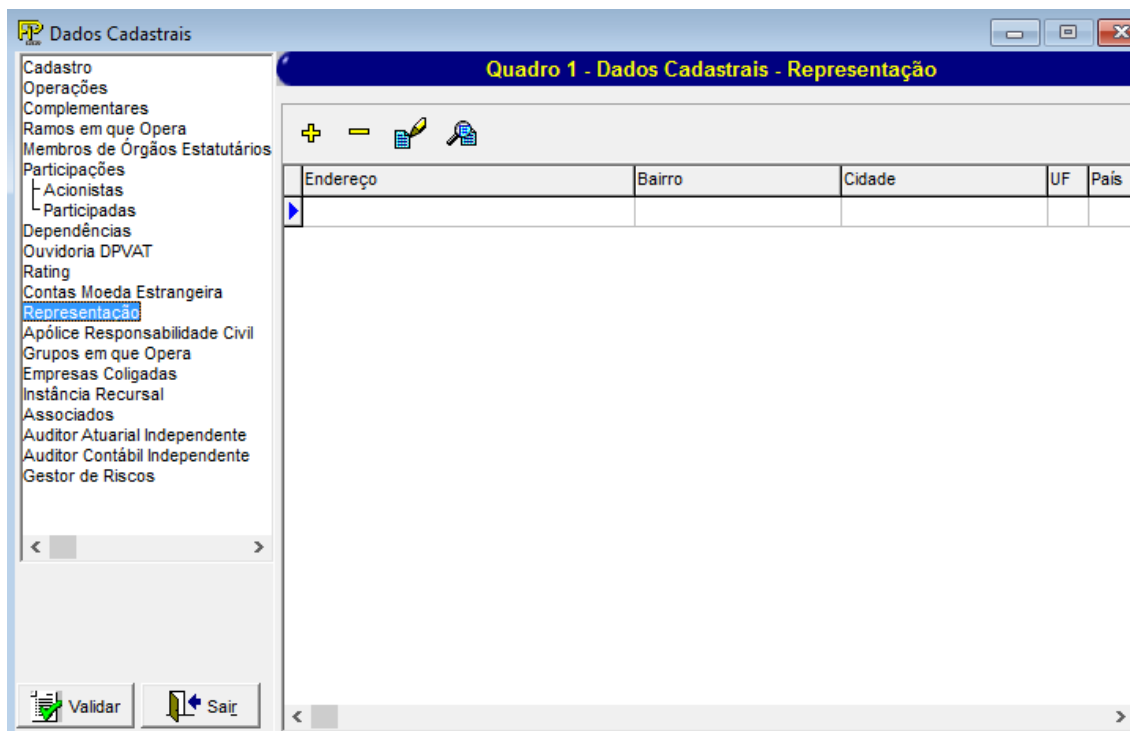 Dados Cadastrais
Cadastro
Operações
Complementares
Ramos em que Opera
Membros de Órgãos Estatutários
Participações
Acionistas
Participadas
Dependências
Ouvidoria DPVAT
Rating
Contas Moeda Estrangeira
Representação
Apólice Responsabilidade Civil
Grupos em que Opera
Empresas Coligadas
Instância Recursal
Associados
Auditor Atuarial Independente
Auditor Contábil Independente
Gestor de Riscos
Validar
Sair
Quadro 1 - Dados Cadastrais - Representação
Endereço Bairro Cidade UF País